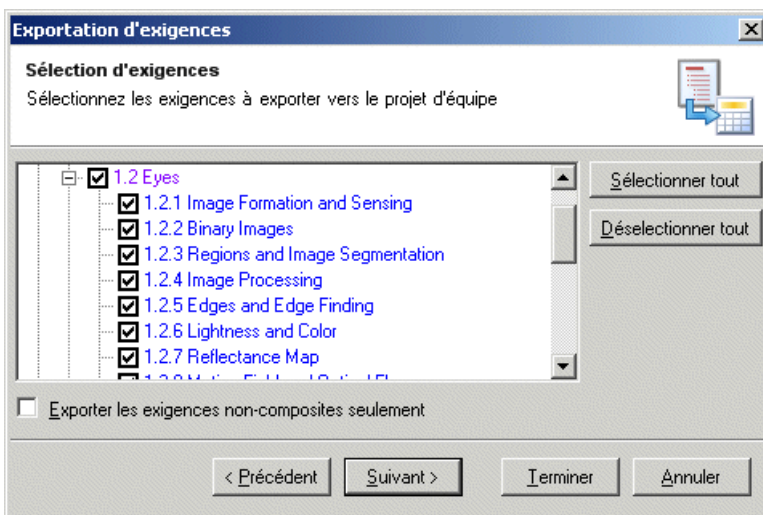 Exportation d'exigences
Sélection d'exigences
Sélectionnez les exigences à exporter vers le projet d'équipe
1.2 Eyes
1.2.1 Image Formation and Sensing
1.2.2 Binary Images
1.2.3 Regions and Image Segmentation
1.2.4 Image Processing
1.2.5 Edges and Edge Finding
1.2.6 Lightness and Color
1.2.7 Reflectance Map
Sélectionner tout
Déselectionner tout
Exporter les exigences non-composites seulement
< Précédent
Suivant >
Terminer
Annuler